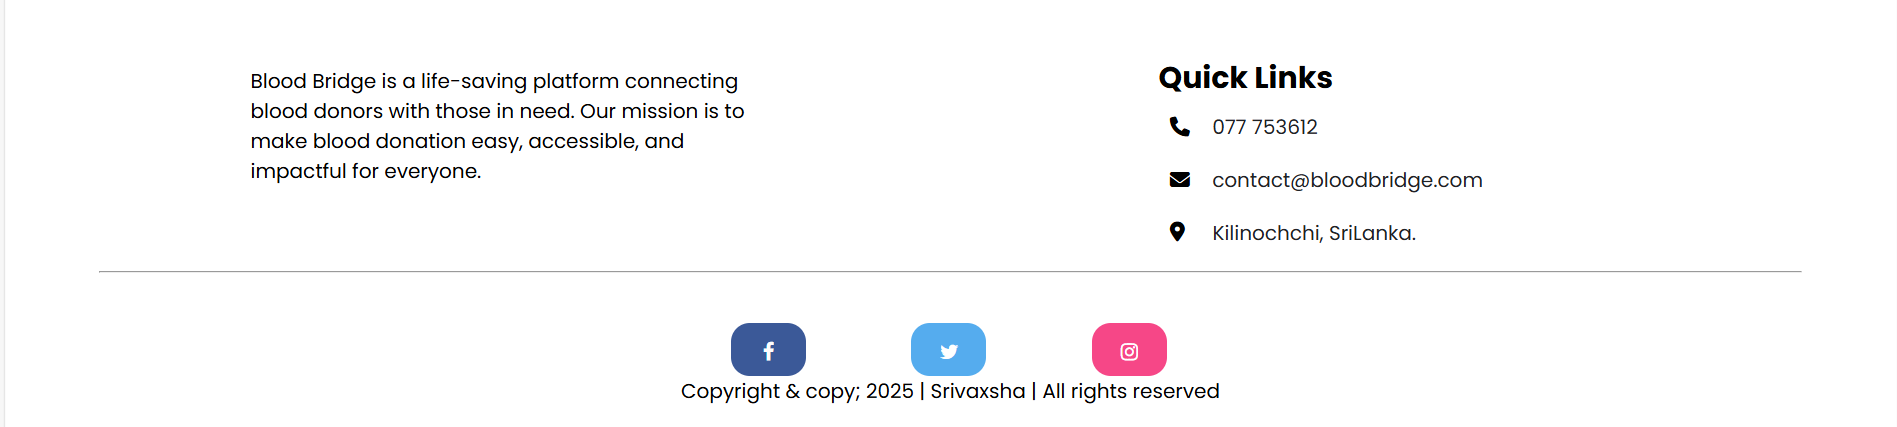 Blood Bridge is a life-saving platform connecting
blood donors with those in need. Our mission is to
make blood donation easy, accessible, and
impactful for everyone.
Quick Links
077 753612
contact@bloodbridge.com
Kilinochchi, SriLanka.
Copyright & copy; 2025 | Srivaxsha | All rights reserved